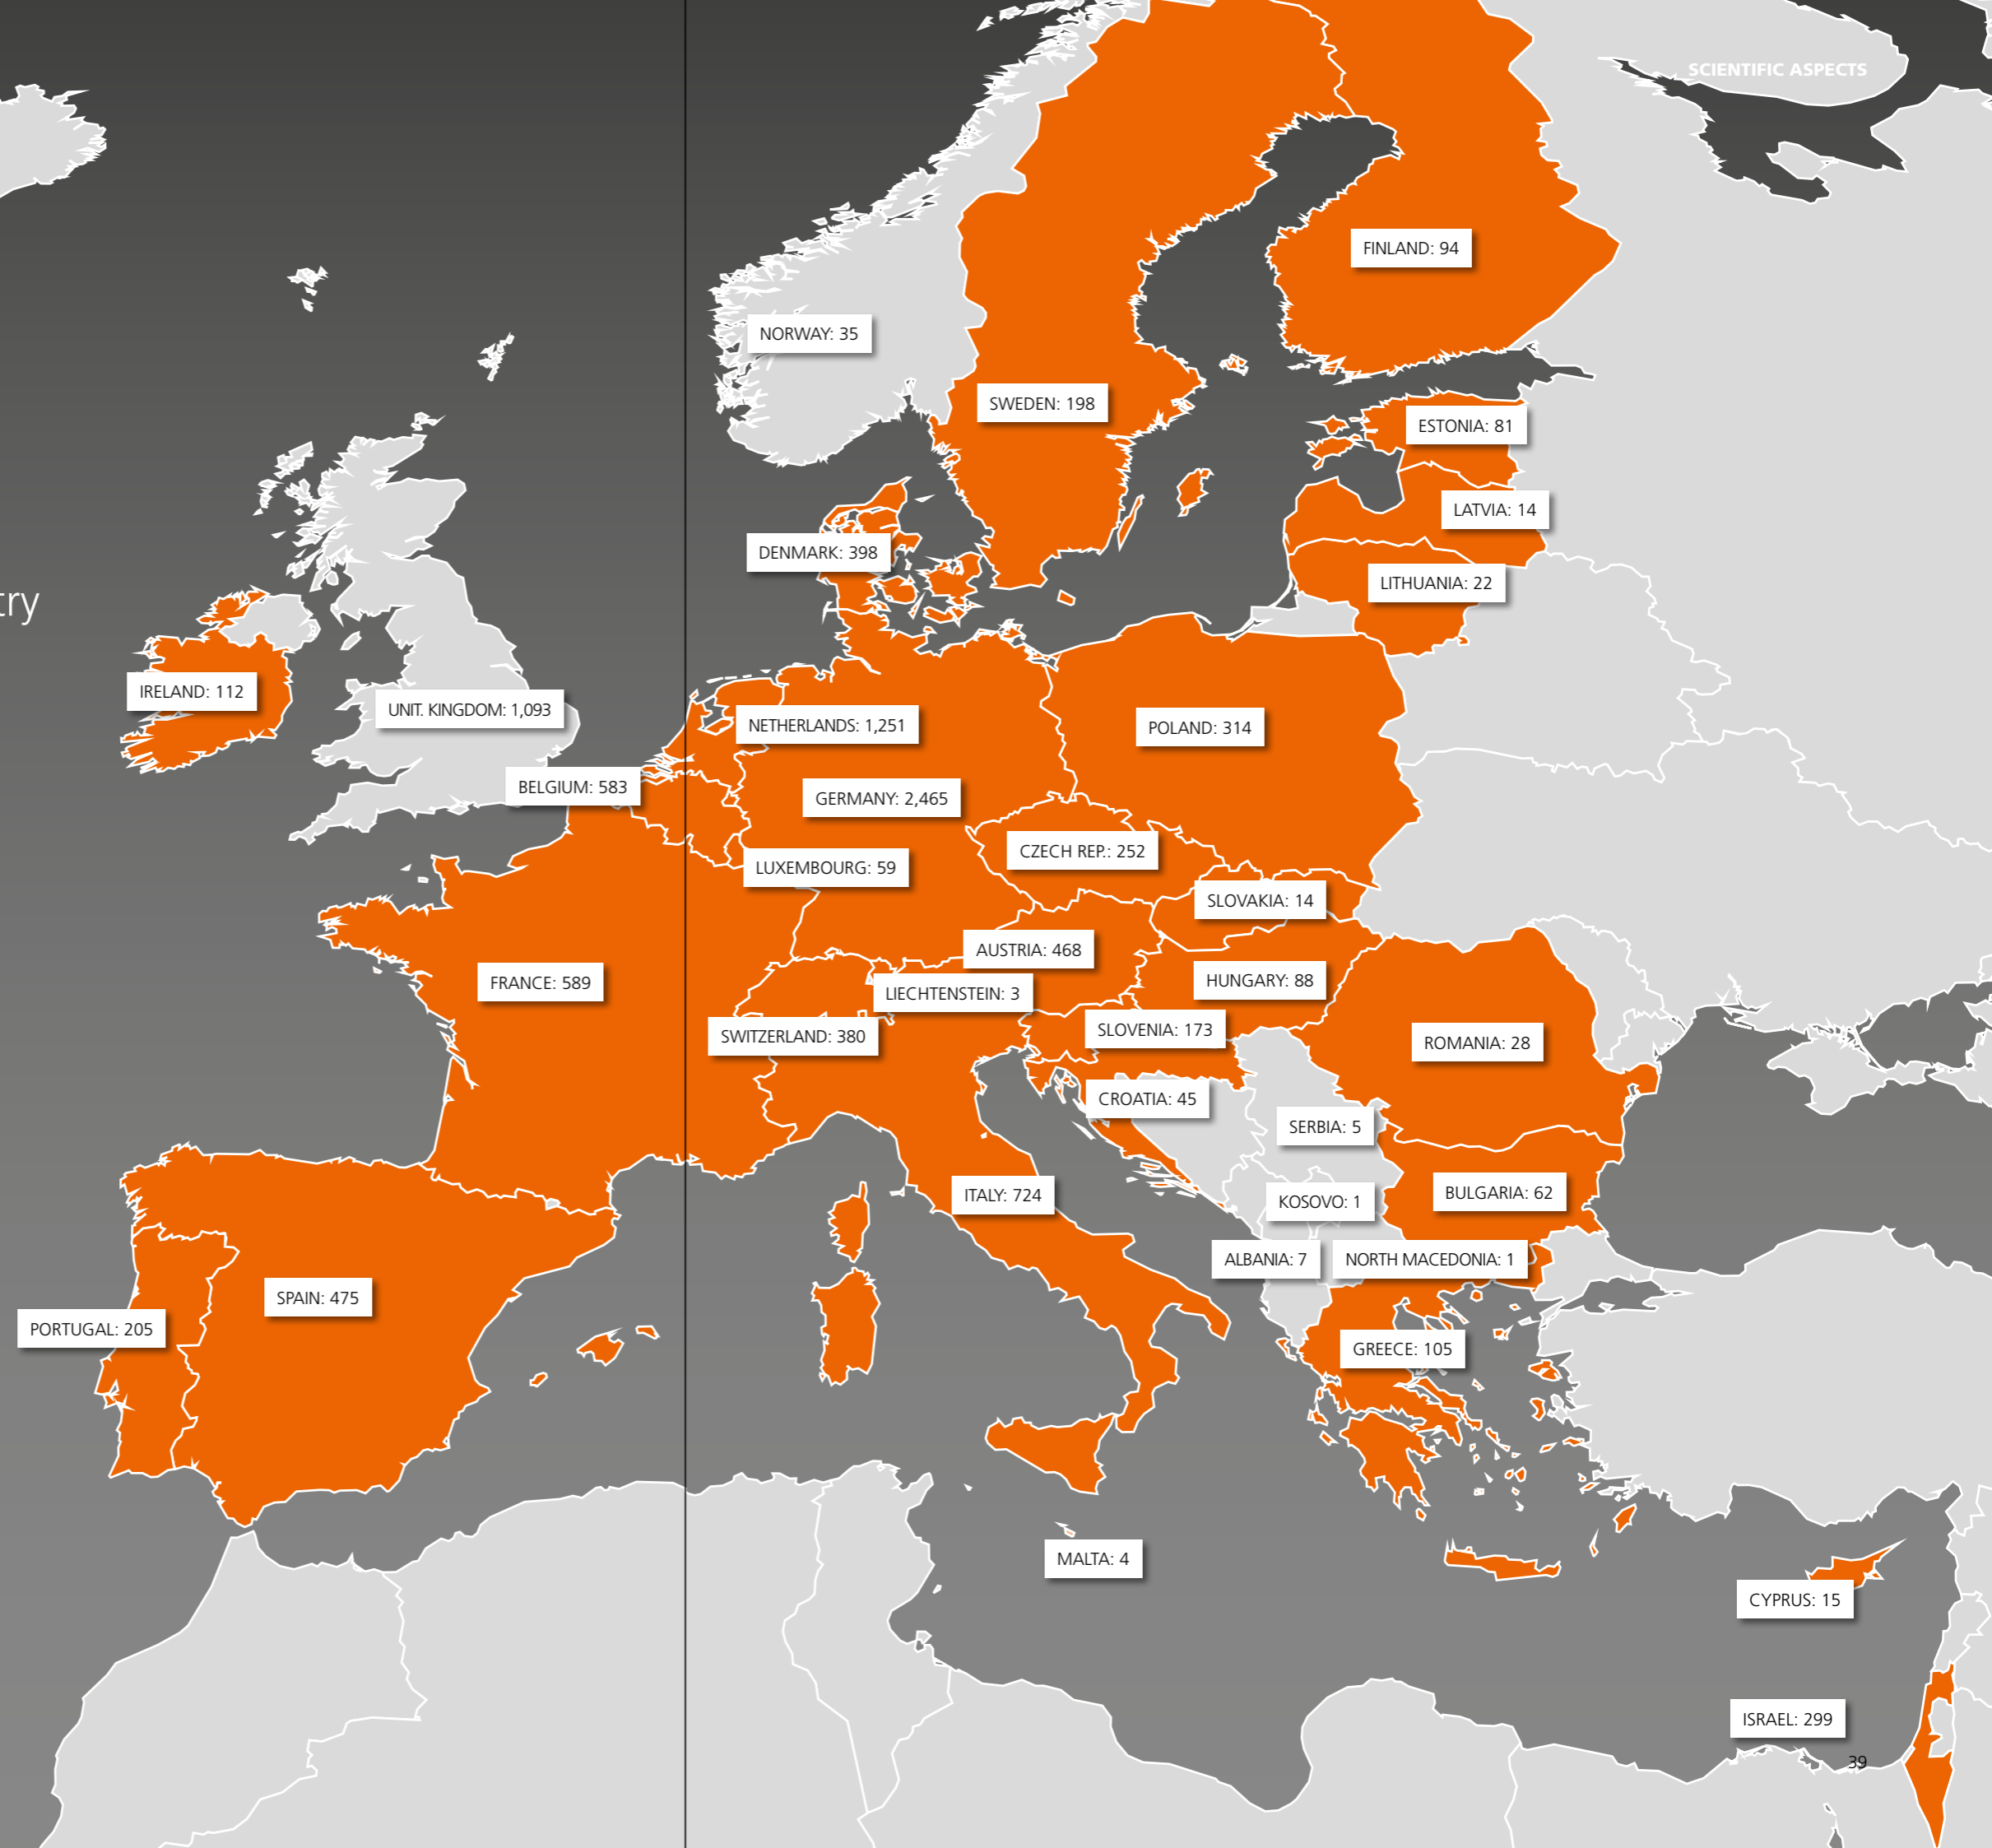 SCIENTIFIC ASPECTS
FINLAND: 94
NORWAY: 35
SWEDEN: 198
ESTONIA: 81
LATVIA: 14
DENMARK: 398
LITHUANIA: 22
try
IRELAND: 112
UNIT. KINGDOM: 1,093
NETHERLANDS: 1,251
POLAND: 314
BELGIUM: 583
GERMANY: 2,465
CZECH REP.: 252
LUXEMBOURG: 59
SLOVAKIA: 14
AUSTRIA: 468
FRANCE: 589
HUNGARY: 88
LIECHTENSTEIN: 3
SWITZERLAND: 380
SLOVENIA: 173
ROMANIA: 28
CROATIA: 45
SERBIA: 5
ITALY: 724
KOSOVO: 1
BULGARIA: 62
ALBANIA: 7
NORTH MACEDONIA: 1
SPAIN: 475
PORTUGAL: 205
GREECE: 105
MALTA: 4
CYPRUS: 15
ISRAEL: 299
39